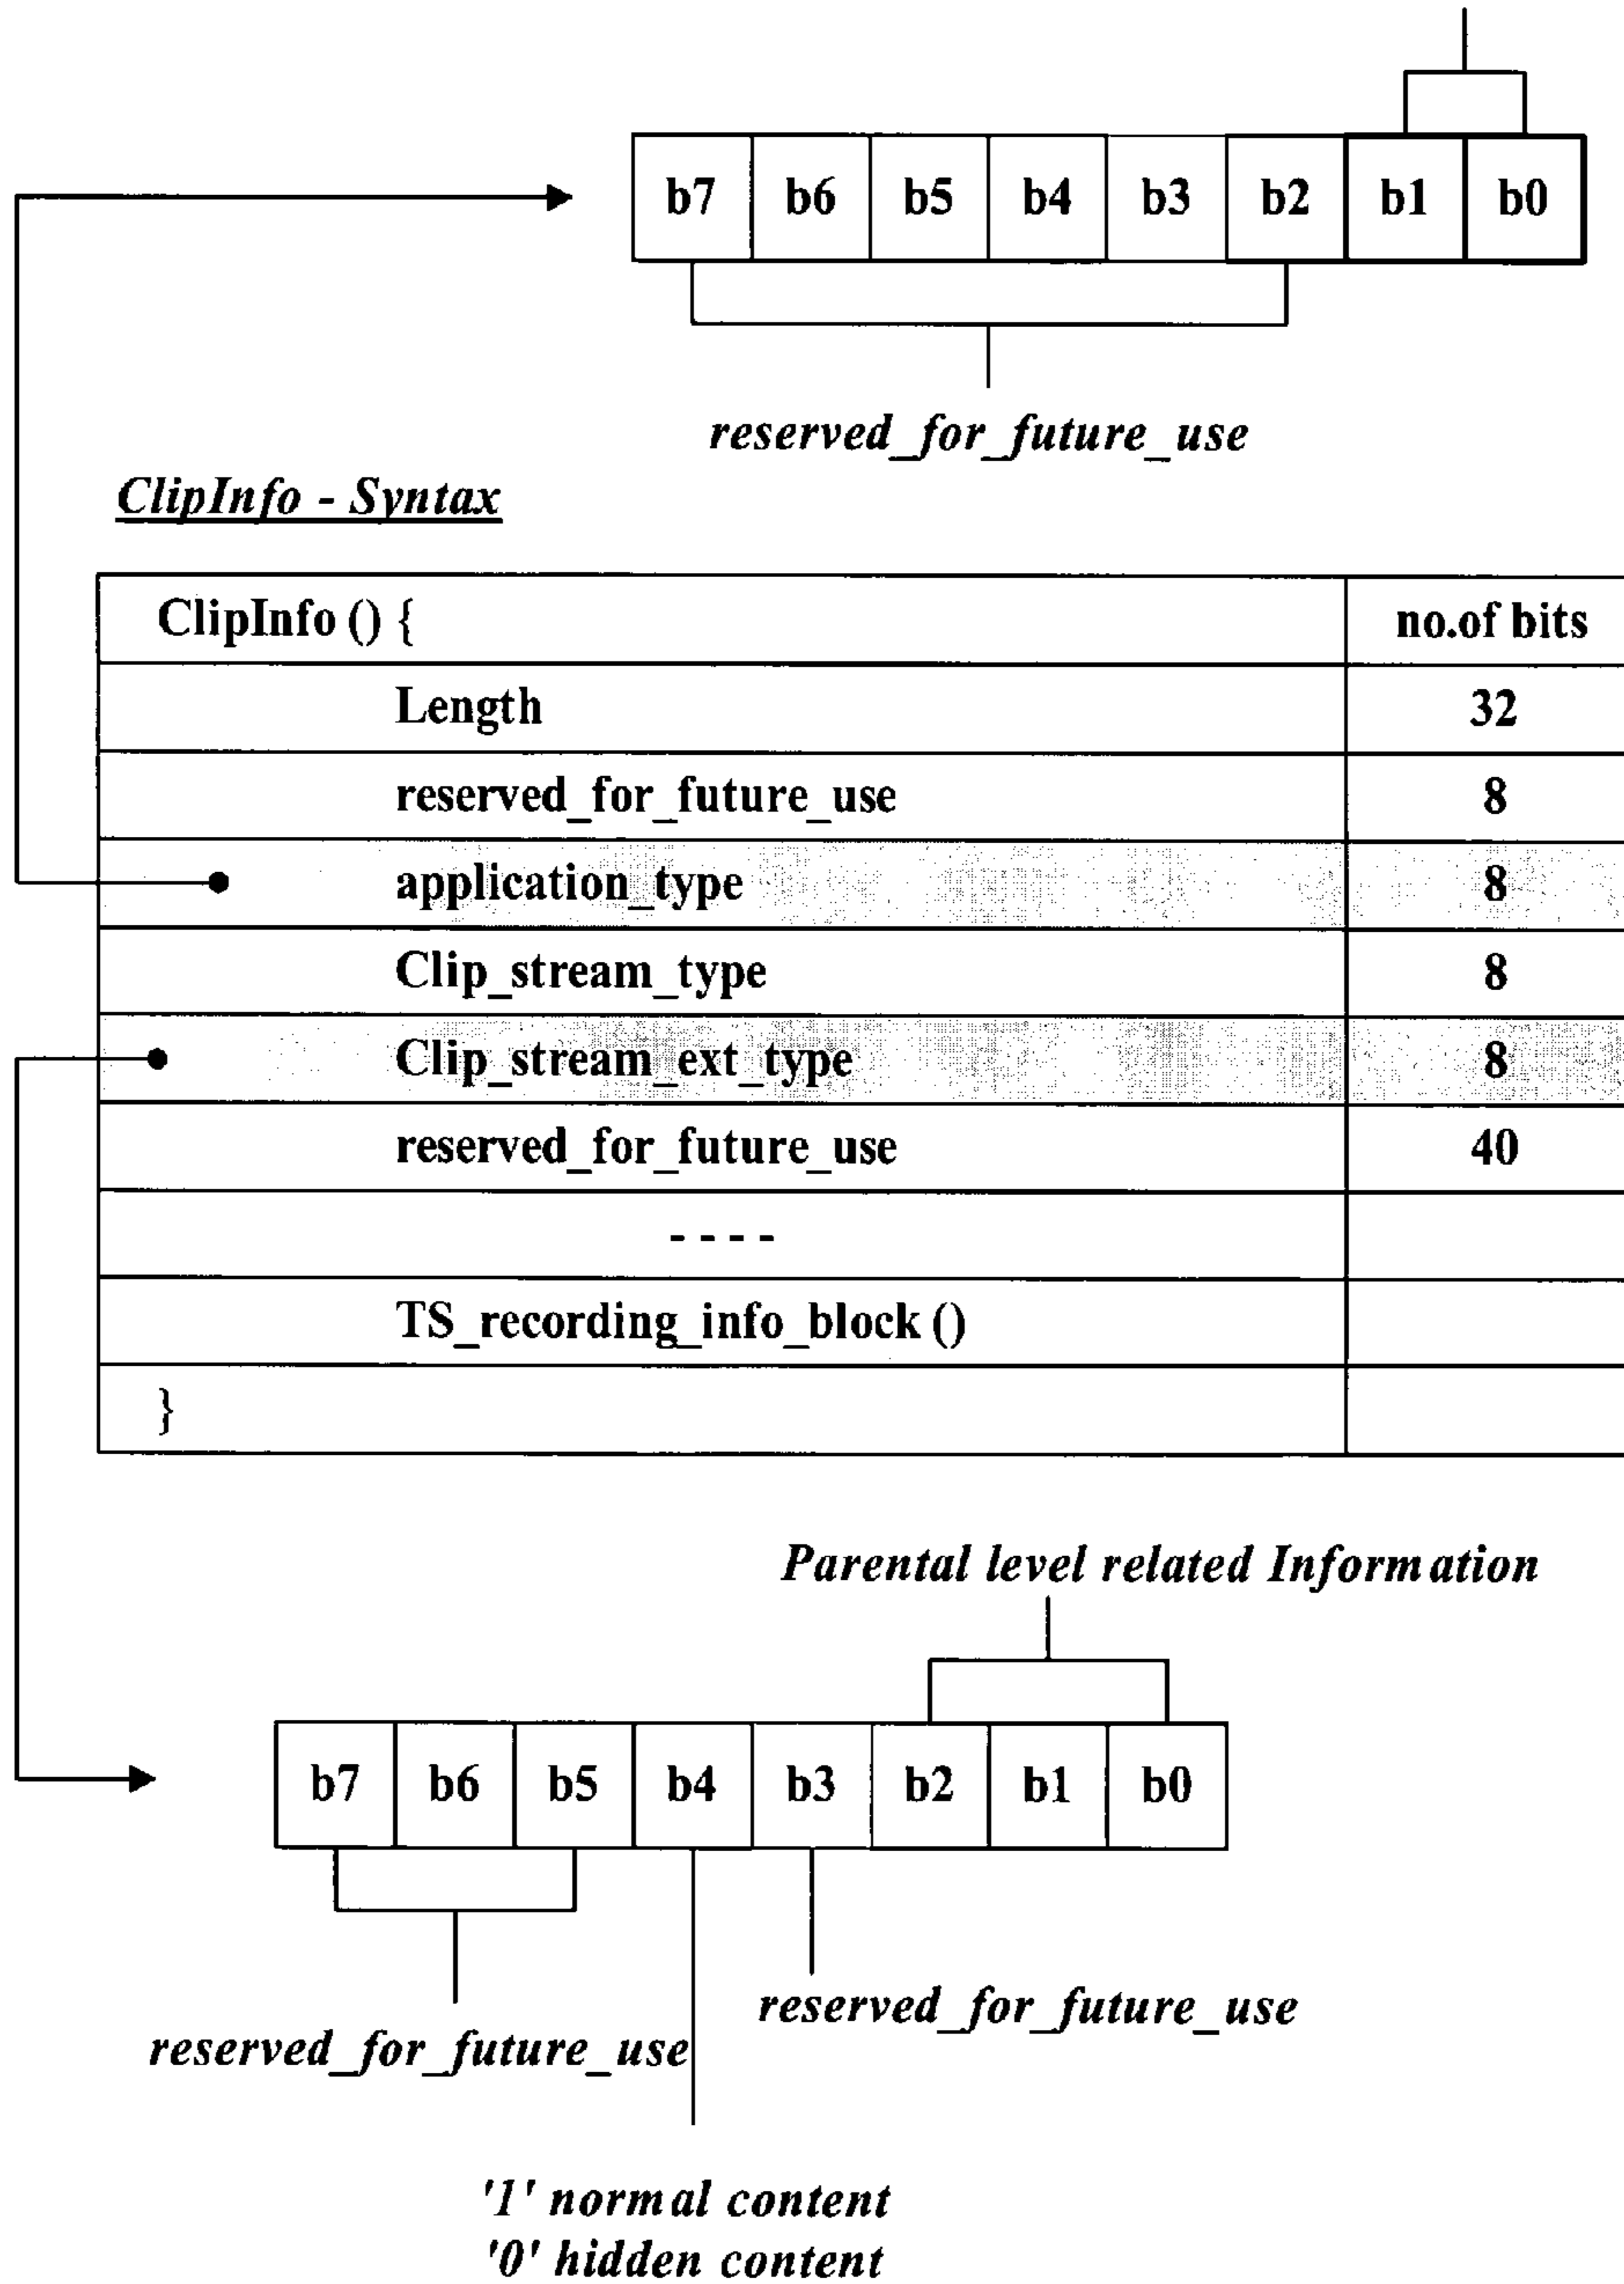 b7 b6 b5 b4 b3 b2 b1 b0
reserved_for_future_use
ClipInfo - Syntax
ClipInfo () { no.of bits
Length 32
reserved_for_future_use 8
application_type 8
Clip_stream_type 8
Clip_stream_ext_type 8
reserved_for_future_use 40
- - - -
TS_recording_info_block ()
}
Parental level related Information
b7 b6 b5 b4 b3 b2 b1 b0
reserved_for_future_use
reserved_for_future_use
'1' normal content
'0' hidden content